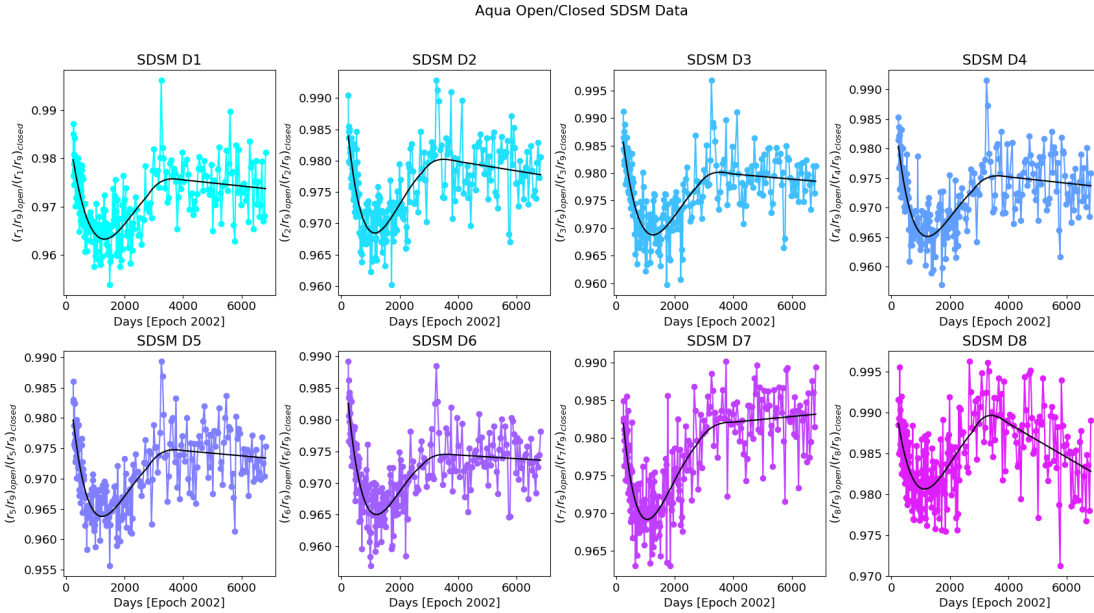 Aqua Open/Closed SDSM Data
SDSM D1
SDSM D2
SDSM D3
SDSM D4
0.99
0.98
0.97
0.96
(r₁/r₉)ₒₚₑₙ/(r₁/r₉)closed
0 2000 4000 6000
Days [Epoch 2002]
0.990
0.985
0.980
0.975
0.970
0.965
0.960
(r₂/r₉)open/(r₂/r₉)closed
0 2000 4000 6000
Days [Epoch 2002]
0.995
0.990
0.985
0.980
0.975
0.970
0.965
0.960
(r₃/r₉)open/(r₃/r₉)closed
0 2000 4000 6000
Days [Epoch 2002]
0.990
0.985
0.980
0.975
0.970
0.965
0.960
(r₄/r₉)open/(r₄/r₉)closed
0 2000 4000 6000
Days [Epoch 2002]
SDSM D5
SDSM D6
SDSM D7
SDSM D8
0.990
0.985
0.980
0.975
0.970
0.965
0.960
0.955
(r₅/r₉)open/(r₅/r₉)closed
0 2000 4000 6000
Days [Epoch 2002]
0.990
0.985
0.980
0.975
0.970
0.965
0.960
(r₆/r₉)open/(r₆/r₉)closed
0 2000 4000 6000
Days [Epoch 2002]
0.990
0.985
0.980
0.975
0.970
0.965
(r₇/r₉)open/(r₇/r₉)closed
0 2000 4000 6000
Days [Epoch 2002]
0.995
0.990
0.985
0.980
0.975
0.970
(r₈/r₉)open/(r₈/r₉)closed
0 2000 4000 6000
Days [Epoch 2002]